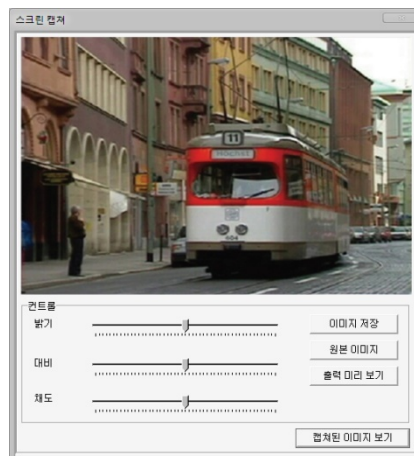 스크린 캡쳐
11
604
컨트롤
밝기
이미지 저장
원본 이미지
대비
출력 미리 보기
채도
캡쳐된 이미지 보기